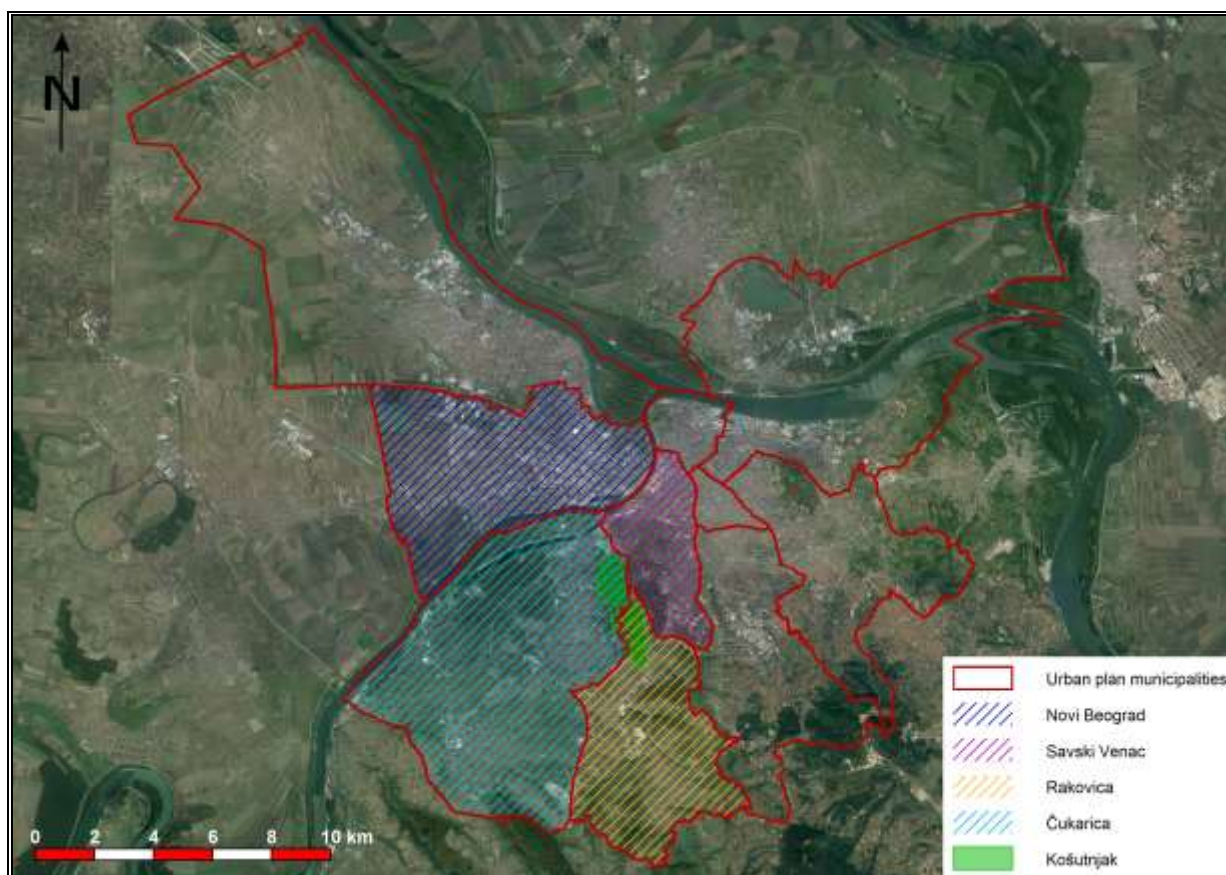 N
Urban plan municipalities
Novi Beograd
Savski Venac
Rakovica
Čukarica
Košutnjak
0 2 4 6 8 10 km